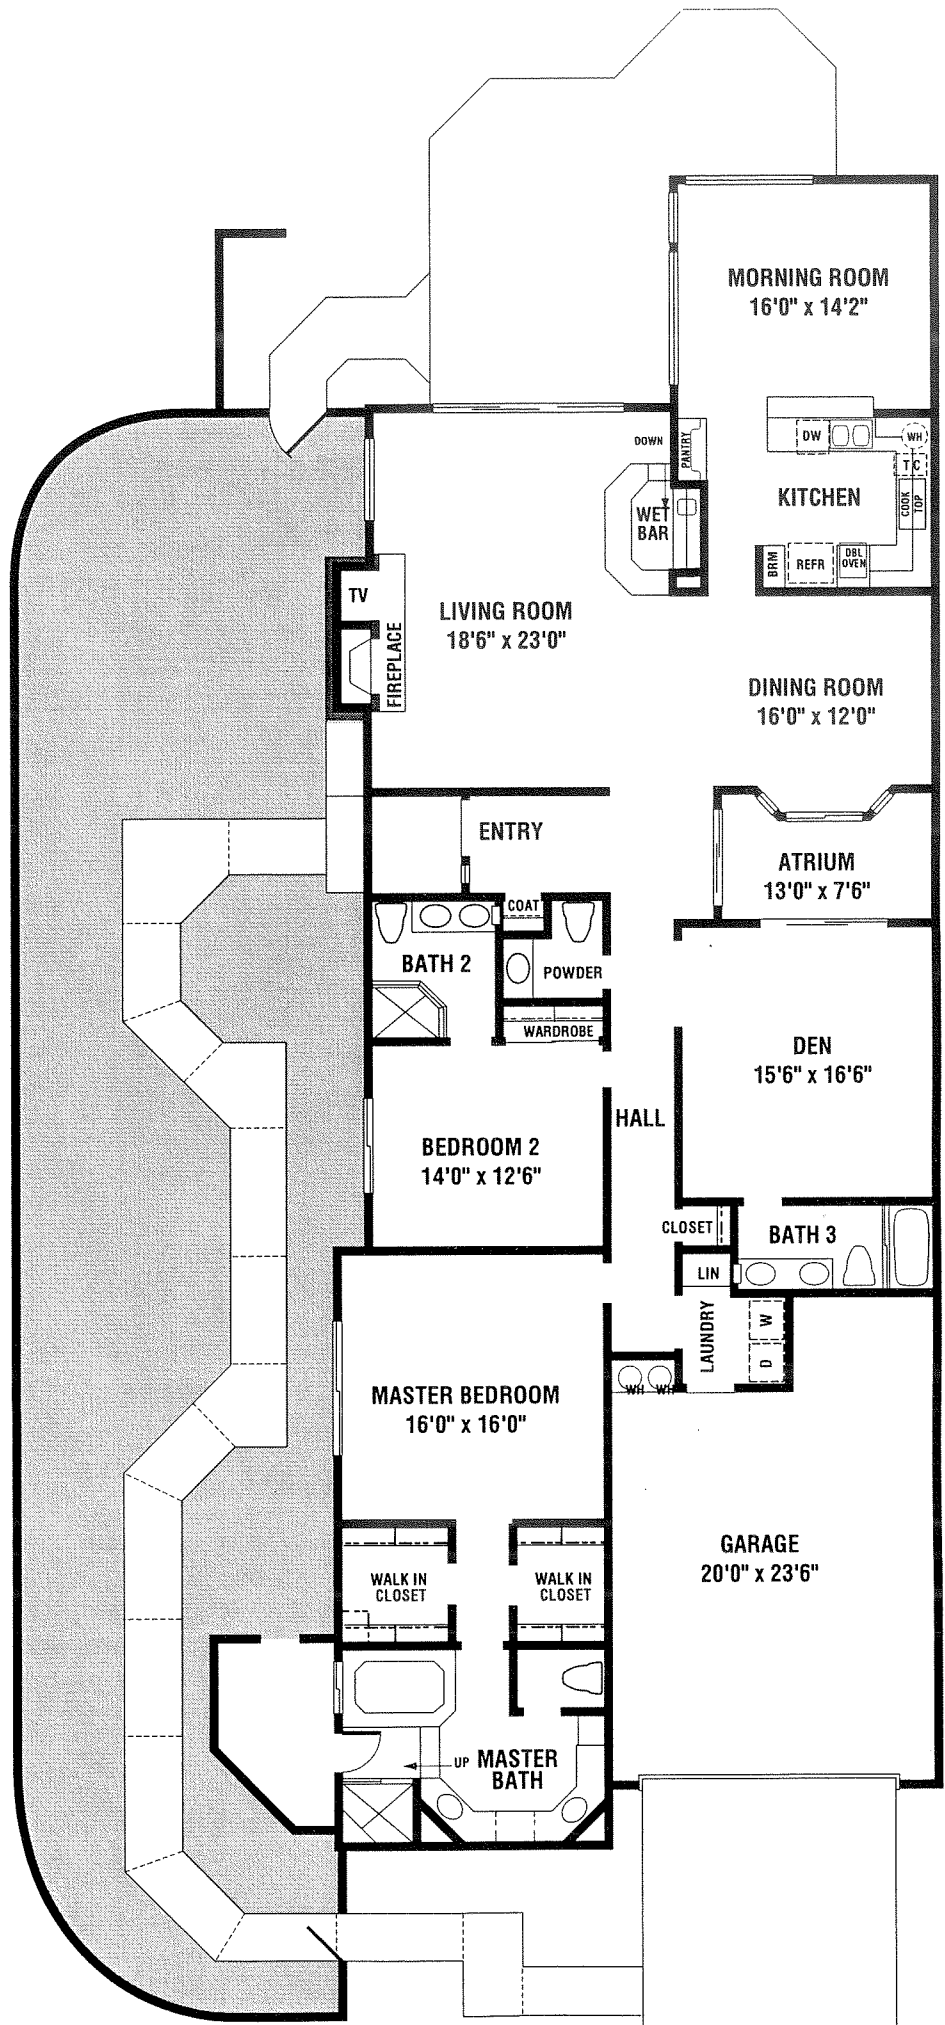 MORNING ROOM
16'0" x 14'2"
DOWN
PANTRY
DW
WH
T C
KITCHEN
COOK
TOP
WET
BAR
BRM
REFR
DBL
OVEN
TV
FIREPLACE
LIVING ROOM
18'6" x 23'0"
DINING ROOM
16'0" x 12'0"
ENTRY
ATRIUM
13'0" x 7'6"
COAT
BATH 2
POWDER
WARDROBE
DEN
15'6" x 16'6"
HALL
BEDROOM 2
14'0" x 12'6"
CLOSET
BATH 3
LIN
LAUNDRY
W
D
WH
WH
MASTER BEDROOM
16'0" x 16'0"
GARAGE
20'0" x 23'6"
WALK IN
CLOSET
WALK IN
CLOSET
UP
MASTER
BATH